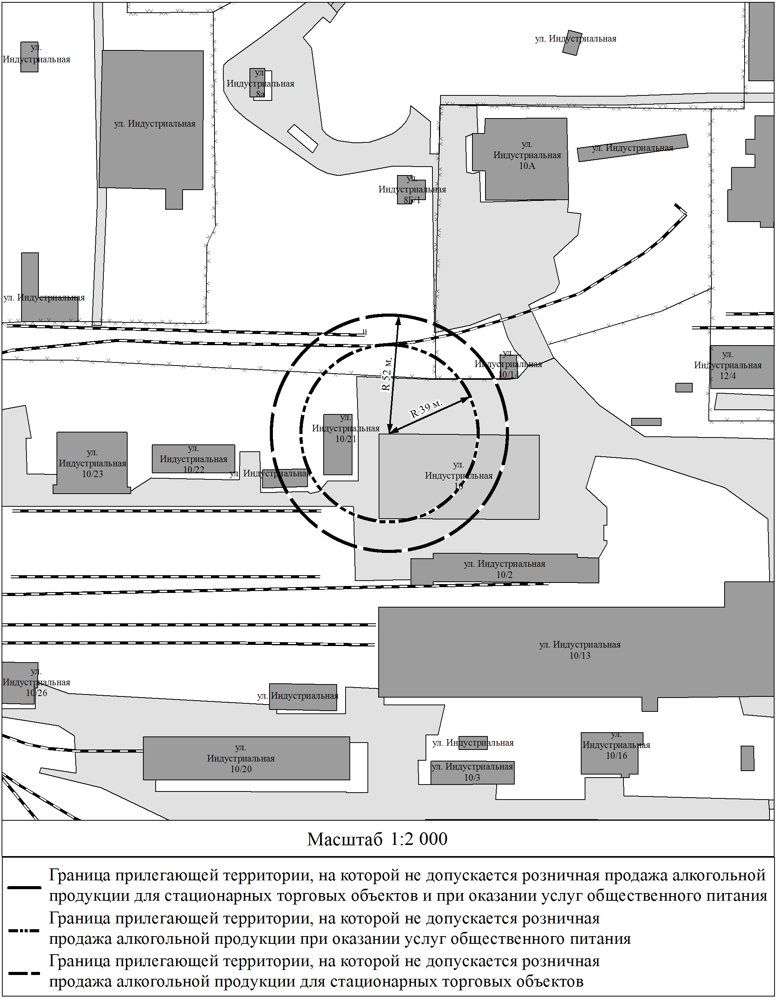 ул.
Индустриальная
ул. Индустриальная
ул.
Индустриальная
8а
ул. Индустриальная
ул.
Индустриальная
10А
ул. Индустриальная
ул.
Индустриальная
8Б/1
ул. Индустриальная
ул.
Индустриальная
10/14
ул.
Индустриальная
12/4
R 52 м.
R 39 м.
ул.
Индустриальная
10/21
ул.
Индустриальная
10/23
ул.
Индустриальная
10/22
ул. Индустриальная
ул.
Индустриальная
10
ул. Индустриальная
10/2
ул. Индустриальная
10/13
ул.
Индустриальная
10/26
ул. Индустриальная
ул.
Индустриальная
10/20
ул. Индустриальная
ул. Индустриальная
10/3
ул.
Индустриальная
10/16
Масштаб 1:2 000
Граница прилегающей территории, на которой не допускается розничная продажа алкогольной
продукции для стационарных торговых объектов и при оказании услуг общественного питания
Граница прилегающей территории, на которой не допускается розничная
продажа алкогольной продукции при оказании услуг общественного питания
Граница прилегающей территории, на которой не допускается розничная
продажа алкогольной продукции для стационарных торговых объектов